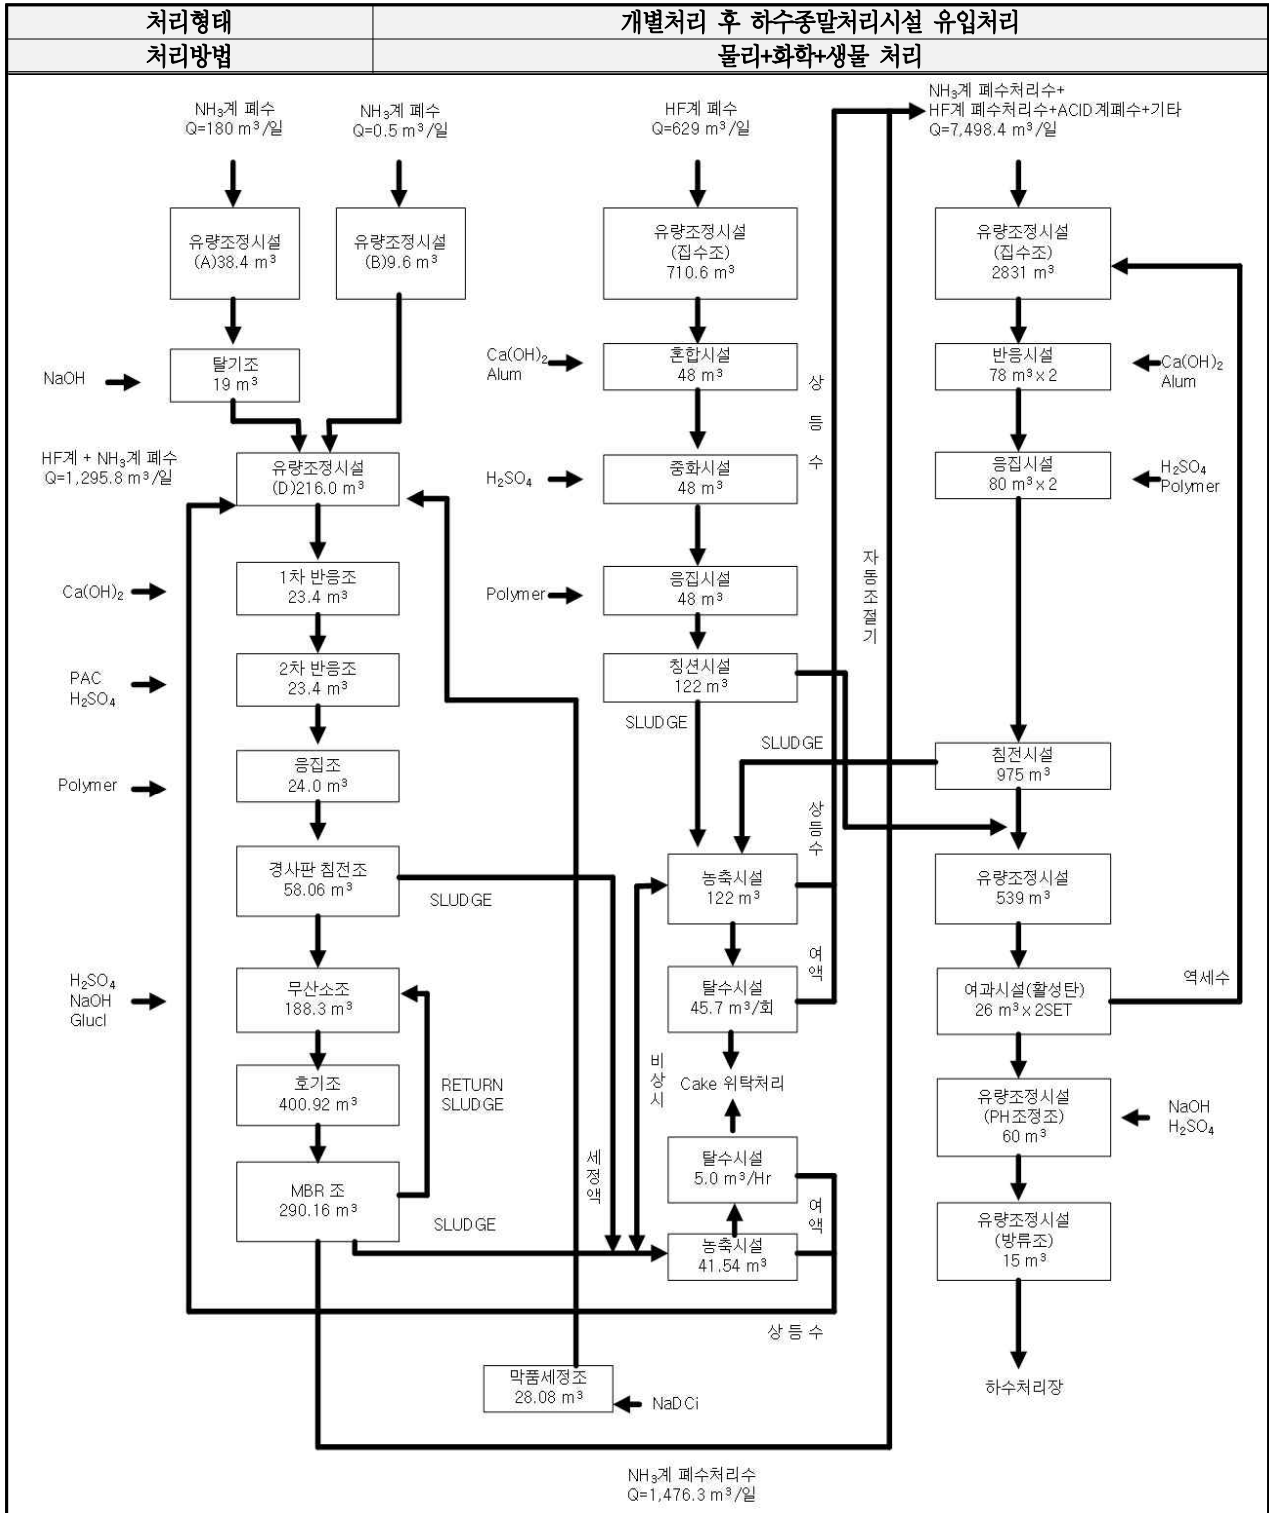 처리형태
개별처리 후 하수종말처리시설 유입처리
처리방법
물리+화학+생물 처리
NH₃계 폐수
Q=180 m³/일
NH₃계 폐수
Q=0.5 m³/일
HF계 폐수
Q=629 m³/일
NH₃계 폐수처리수+
HF계 폐수처리수+ACID계폐수+기타
Q=7,498.4 m³/일
유량조정시설
(A)38.4 m³
유량조정시설
(B)9.6 m³
유량조정시설
(집수조)
710.6 m³
유량조정시설
(집수조)
2831 m³
NaOH
탈기조
19 m³
Ca(OH)₂
Alum
혼합시설
48 m³
상등수
반응시설
78 m³ x 2
Ca(OH)₂
Alum
HF계 + NH₃계 폐수
Q=1,295.8 m³/일
유량조정시설
(D)216.0 m³
H₂SO₄
중화시설
48 m³
응집시설
80 m³ x 2
H₂SO₄
Polymer
Ca(OH)₂
1차 반응조
23.4 m³
Polymer
응집시설
48 m³
자동조절기
PAC
H₂SO₄
2차 반응조
23.4 m³
칭션시설
122 m³
SLUDGE
SLUDGE
침전시설
975 m³
Polymer
응집조
24.0 m³
상등수
경사판 침전조
58.06 m³
SLUDGE
농축시설
122 m³
유량조정시설
539 m³
여액
H₂SO₄
NaOH
Glucl
무산소조
188.3 m³
탈수시설
45.7 m³/회
여과시설(활성탄)
26 m³ x 2SET
역세수
호기조
400.92 m³
RETURN
SLUDGE
비상시
Cake 위탁처리
유량조정시설
(PH조정조)
60 m³
NaOH
H₂SO₄
MBR 조
290.16 m³
SLUDGE
세정액
탈수시설
5.0 m³/Hr
여액
농축시설
41.54 m³
유량조정시설
(방류조)
15 m³
상등수
막품세정조
28.08 m³
NaDCi
하수처리장
NH₃계 폐수처리수
Q=1,476.3 m³/일